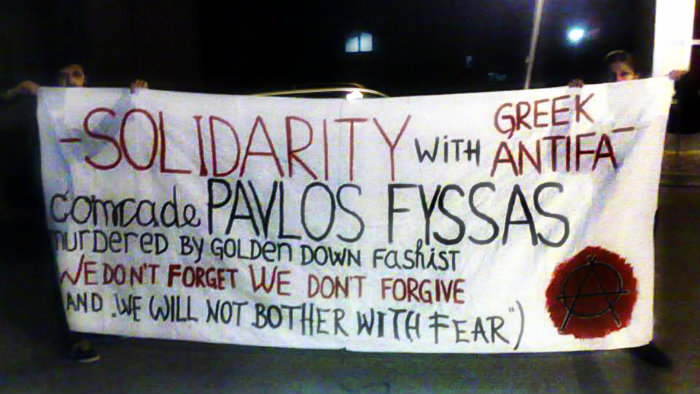 -SOLIDARITY WITH GREEK ANTIFA-
comrade PAVLOS FYSSAS
MURDERED BY GOLDEN DOWN FASHIST
WE DON'T FORGET WE DON'T FORGIVE
AND „WE WILL NOT BOTHER WITH FEAR")